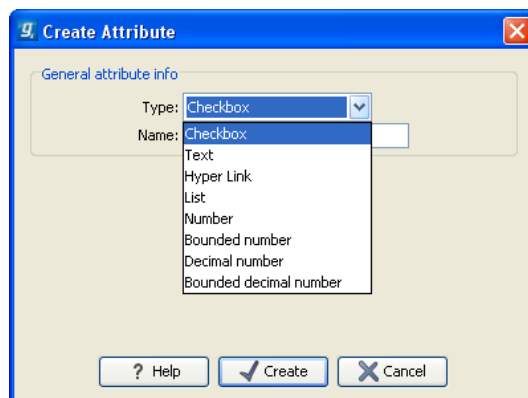 Create Attribute
General attribute info
Type: Checkbox
Name: Checkbox
Text
Hyper Link
List
Number
Bounded number
Decimal number
Bounded decimal number
? Help Create Cancel